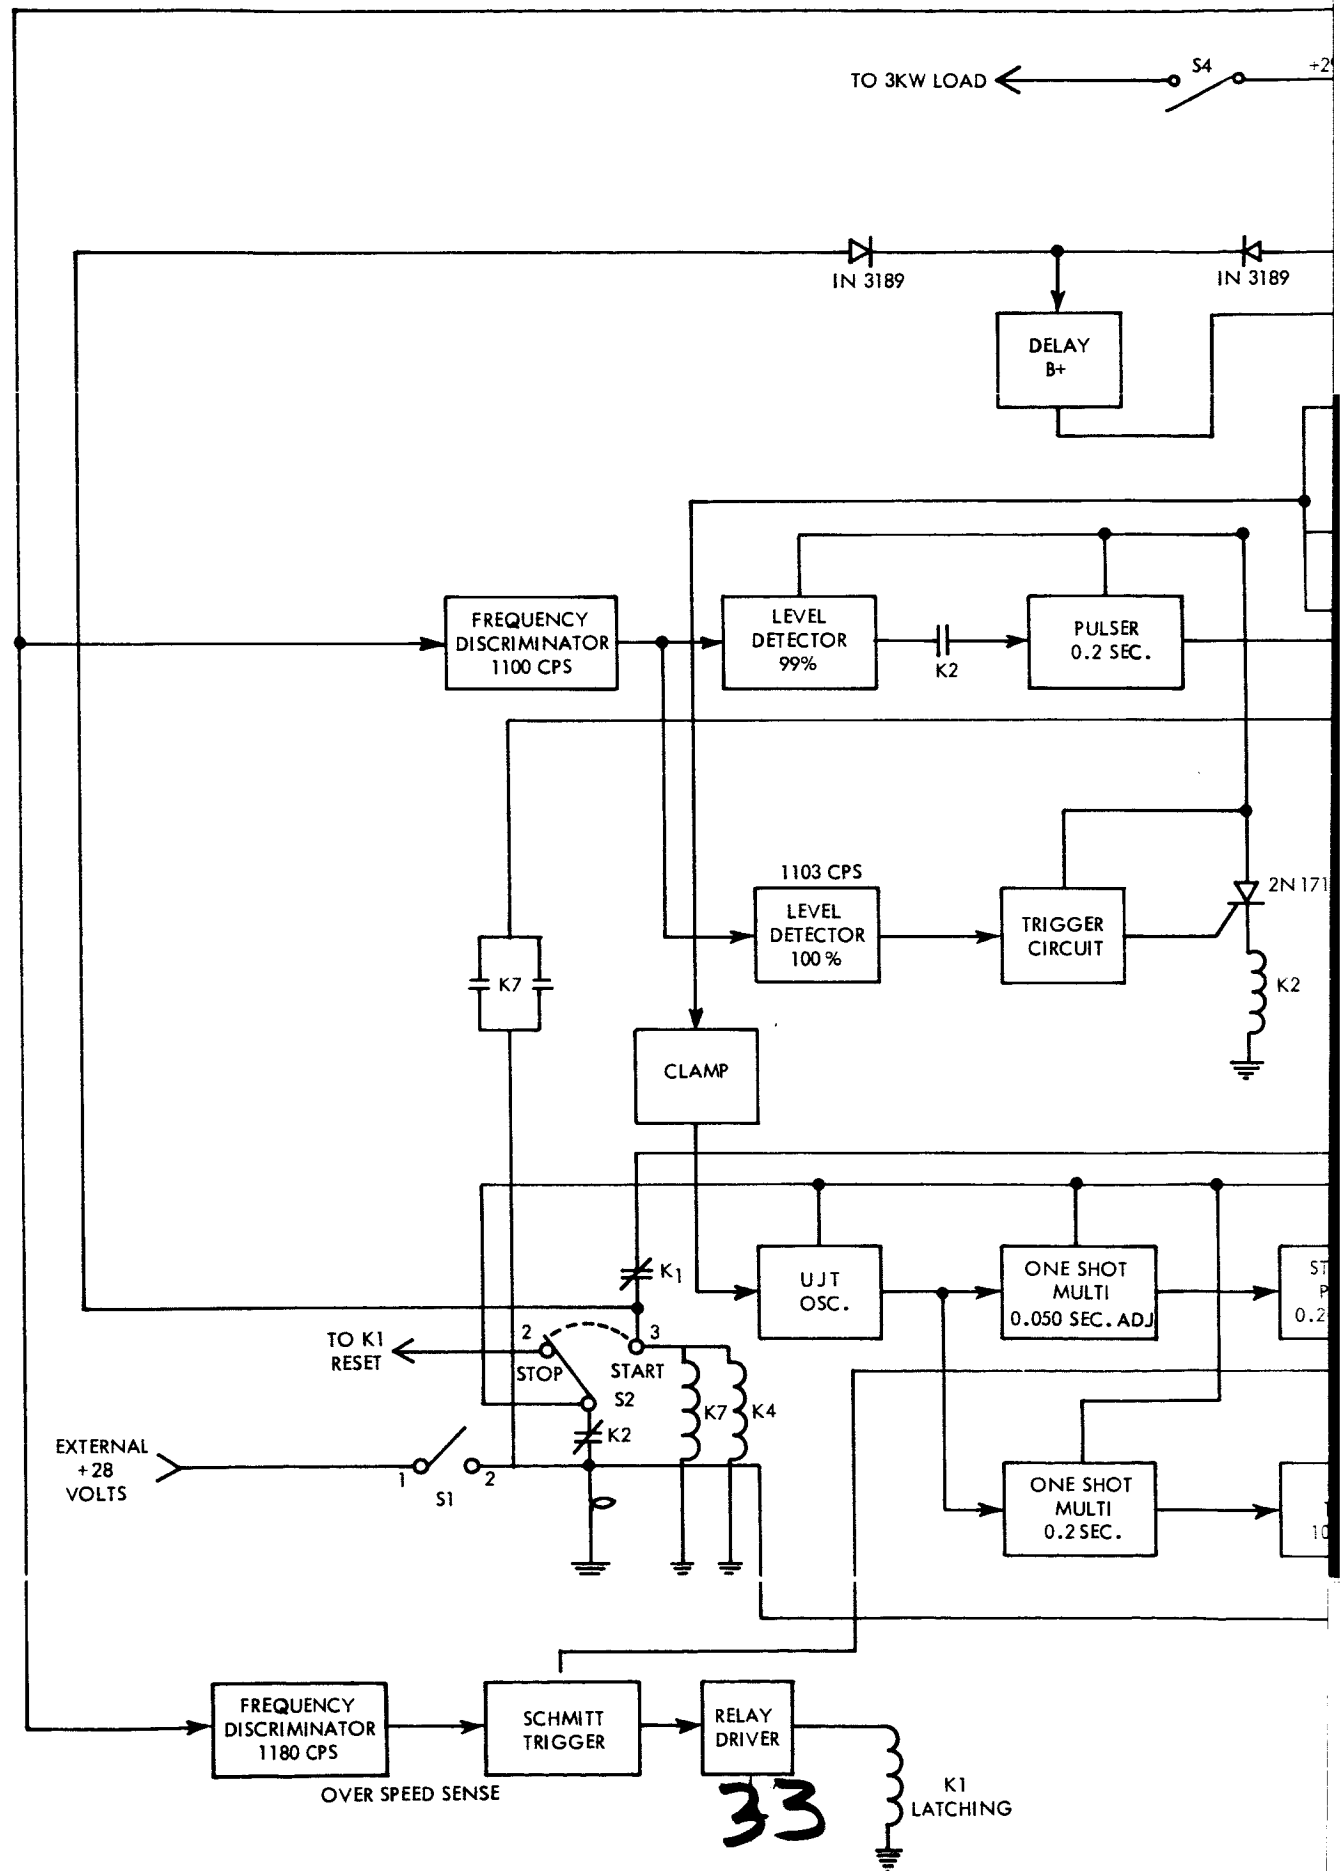 S4
TO 3KW LOAD
IN 3189
IN 3189
DELAY
B+
FREQUENCY
DISCRIMINATOR
1100 CPS
LEVEL
DETECTOR
99%
K2
PULSER
0.2 SEC.
1103 CPS
LEVEL
DETECTOR
100 %
TRIGGER
CIRCUIT
2N 171
K2
K7
CLAMP
K1
UJT
OSC.
ONE SHOT
MULTI
0.050 SEC. ADJ
TO K1
RESET
2
3
STOP
START
S2
K7
K4
K2
EXTERNAL
+28
VOLTS
1
2
S1
ONE SHOT
MULTI
0.2 SEC.
FREQUENCY
DISCRIMINATOR
1180 CPS
OVER SPEED SENSE
SCHMITT
TRIGGER
RELAY
DRIVER
K1
LATCHING
33